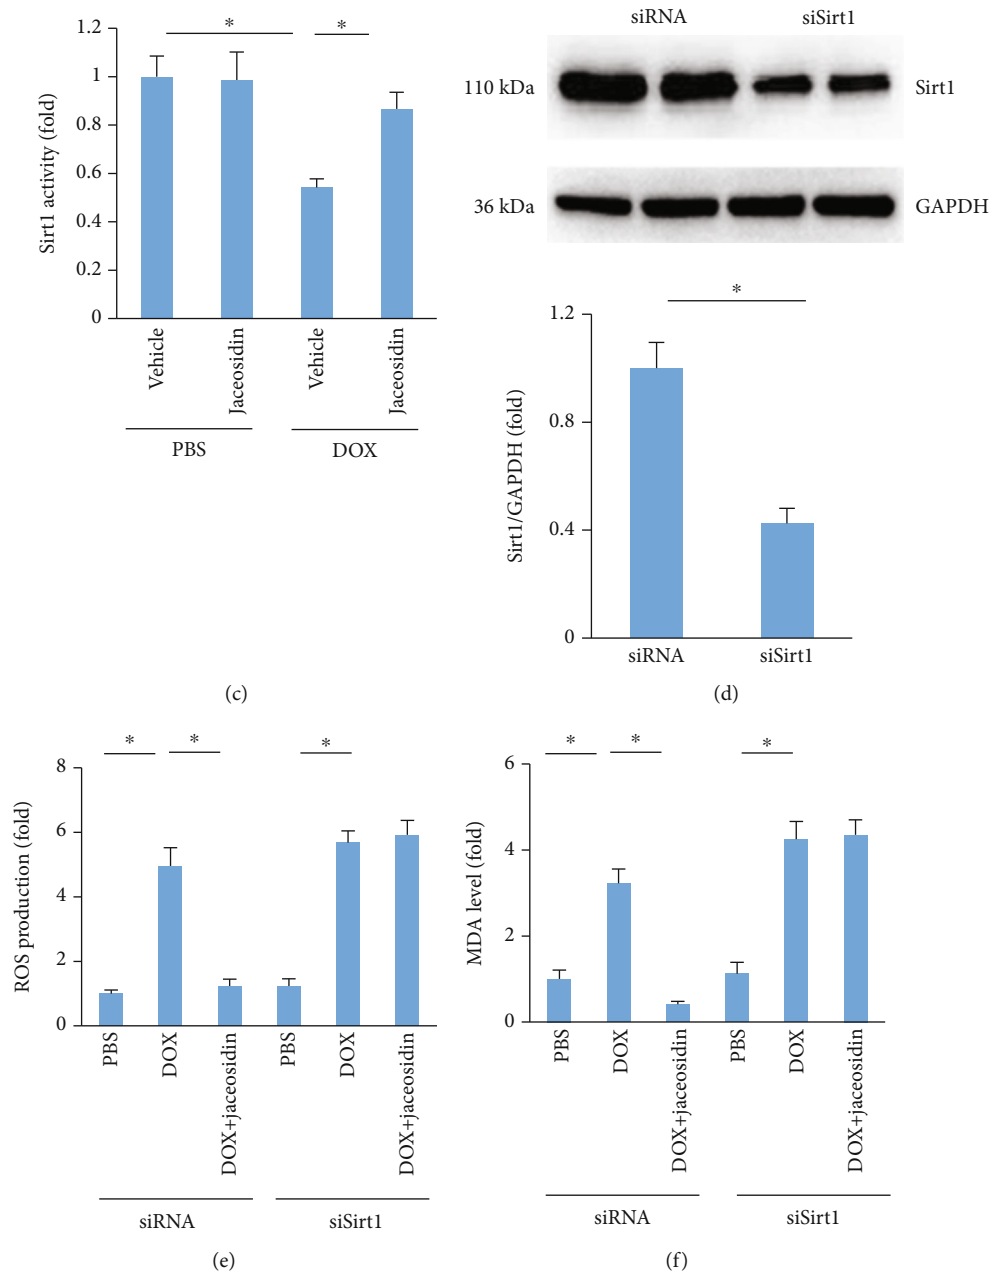 * *
1.2
1
0.8
0.6
0.4
0.2
0
Sirt1 activity (fold)
Vehicle
Jaceosidin
Vehicle
Jaceosidin
PBS DOX
(c)
siRNA siSirt1
110 kDa Sirt1
36 kDa GAPDH
*
1.2
0.8
0.4
0
Sirt1/GAPDH (fold)
siRNA siSirt1
(d)
* * *
8
6
4
2
0
ROS production (fold)
PBS
DOX
DOX+jaceosidin
PBS
DOX
DOX+jaceosidin
siRNA siSirt1
(e)
* * *
6
4
2
0
MDA level (fold)
PBS
DOX
DOX+jaceosidin
PBS
DOX
DOX+jaceosidin
siRNA siSirt1
(f)